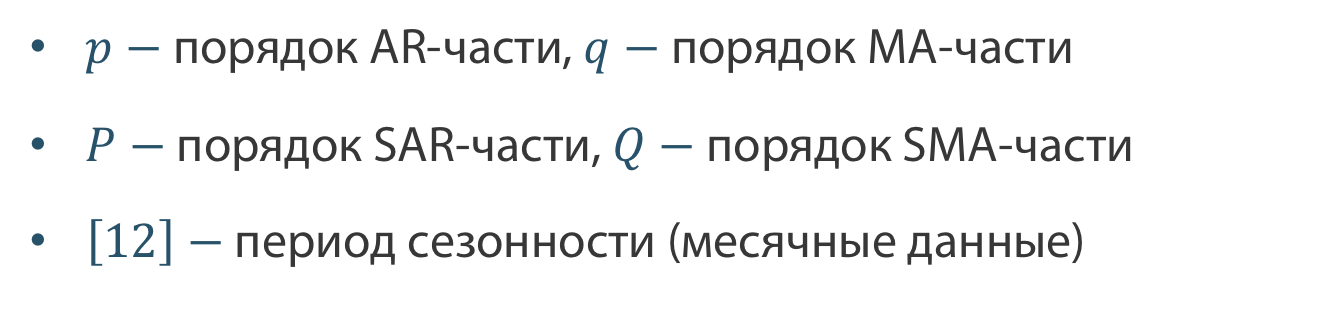 • p − порядок AR-части, q − порядок MA-части
• P − порядок SAR-части, Q − порядок SMA-части
• [12] − период сезонности (месячные данные)